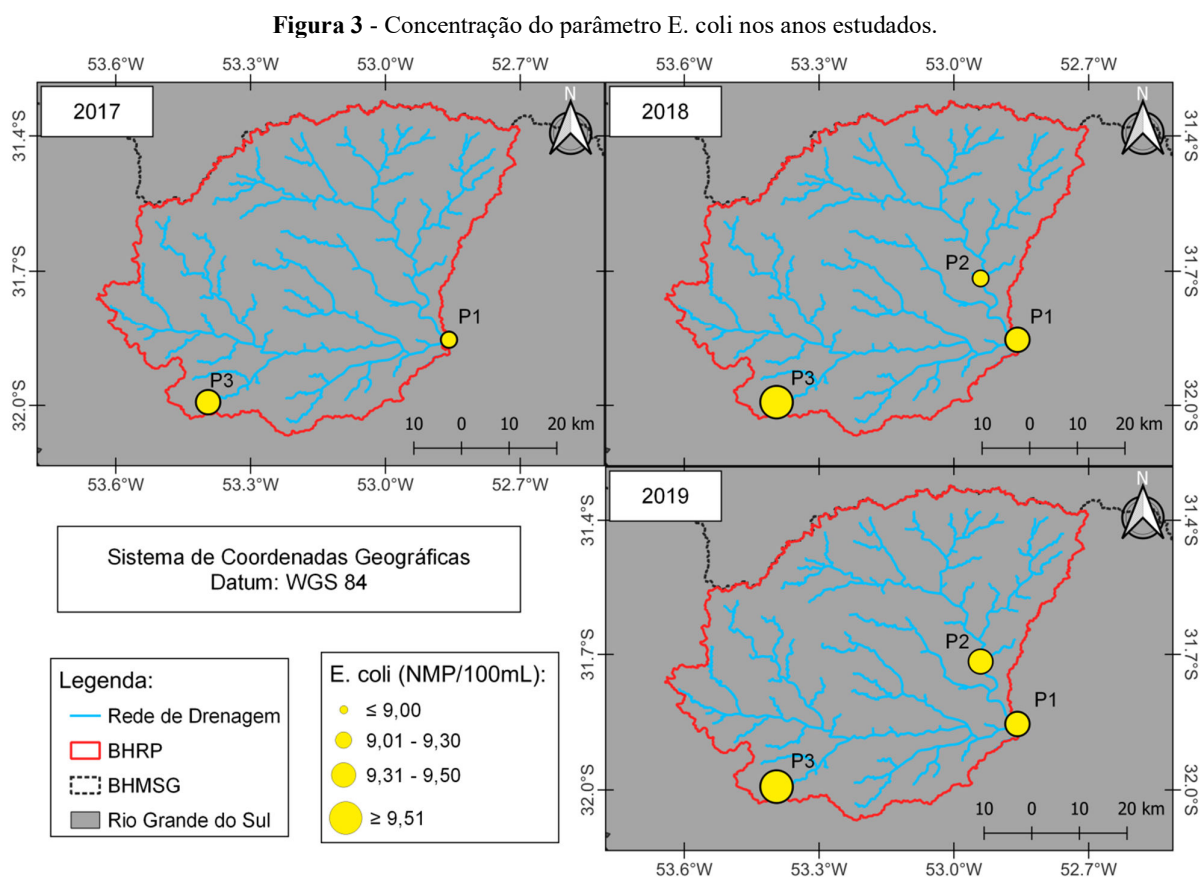 Figura 3 - Concentração do parâmetro E. coli nos anos estudados.
53.6°W 53.3°W 53.0°W 52.7°W
53.6°W 53.3°W 53.0°W 52.7°W
2017
N
31.4°S
31.7°S
32.0°S
P1
P3
10 0 10 20 km
53.6°W 53.3°W 53.0°W 52.7°W
2018
N
31.4°S
31.7°S
32.0°S
P2
P1
P3
10 0 10 20 km
2019
N
31.4°S
31.4°S
31.7°S
31.7°S
32.0°S
32.0°S
P2
P1
P3
10 0 10 20 km
53.6°W 53.3°W 53.0°W 52.7°W
Sistema de Coordenadas Geográficas
Datum: WGS 84
Legenda:
Rede de Drenagem
BHRP
BHMSG
Rio Grande do Sul
E. coli (NMP/100mL):
≤ 9,00
9,01 - 9,30
9,31 - 9,50
≥ 9,51